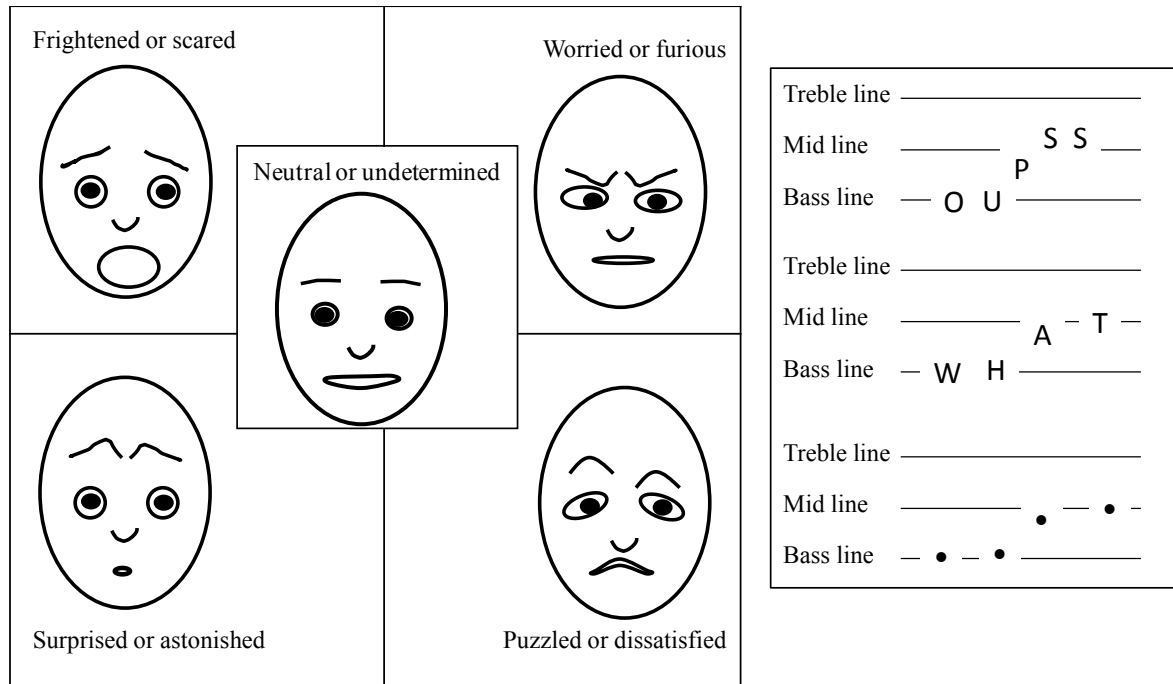 Frightened or scared
Worried or furious
Neutral or undetermined
Surprised or astonished
Puzzled or dissatisfied
Treble line
S S
Mid line
P
Bass line O U
Treble line
Mid line T
A
Bass line W H
Treble line
Mid line
Bass line